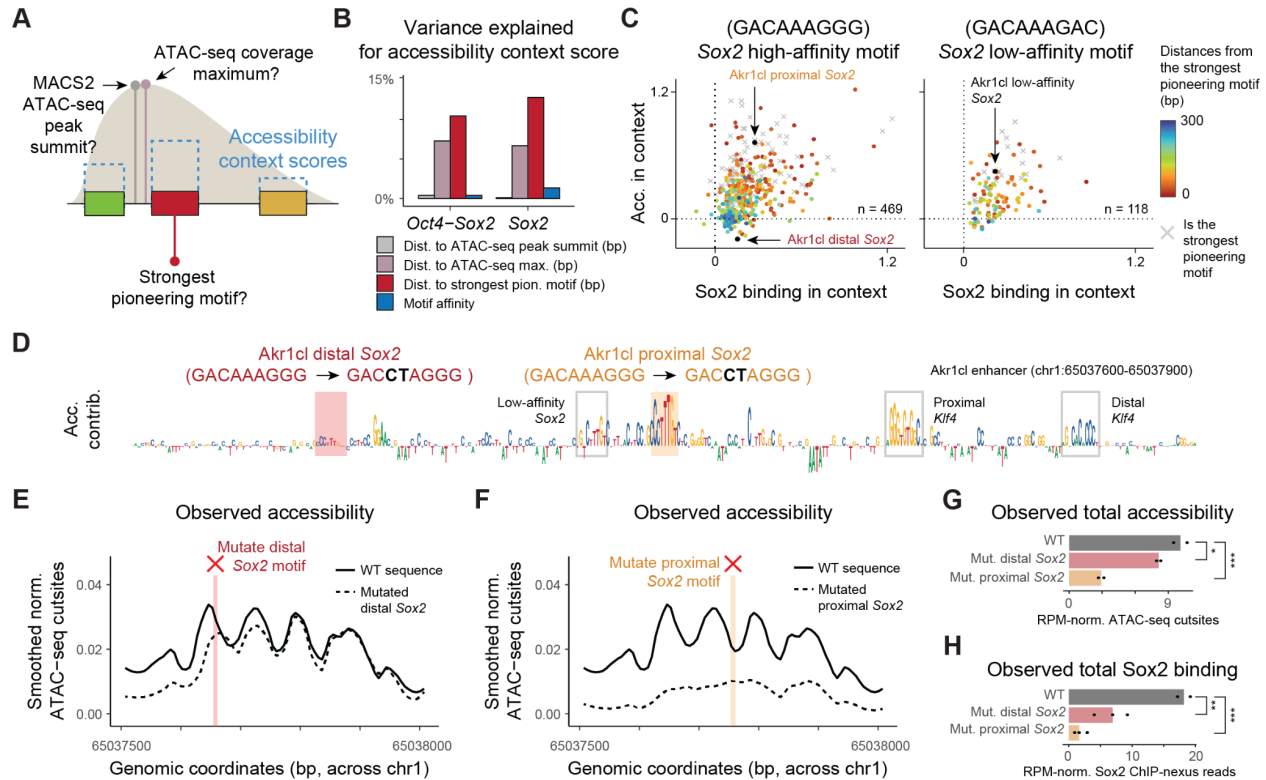 A
ATAC-seq coverage
maximum?
MACS2
ATAC-seq
peak
summit?
Accessibility
context scores
Strongest
pioneering motif?
B
Variance explained
for accessibility context score
15%
0%
Oct4−Sox2
Sox2
Dist. to ATAC-seq peak summit (bp)
Dist. to ATAC-seq max. (bp)
Dist. to strongest pion. motif (bp)
Motif affinity
C
(GACAAAGGG)
Sox2 high-affinity motif
Akr1cl proximal Sox2
1.2
Acc. in context
0
n = 469
Akr1cl distal Sox2
0
1.2
Sox2 binding in context
(GACAAAGAC)
Sox2 low-affinity motif
Akr1cl low-affinity
Sox2
n = 118
0
1.2
Sox2 binding in context
Distances from
the strongest
pioneering motif
(bp)
300
0
Is the
strongest
pioneering
motif
D
Akr1cl distal Sox2
(GACAAAGGG → GACCTAGGG )
Akr1cl proximal Sox2
(GACAAAGGG → GACCTAGGG )
Akr1cl enhancer (chr1:65037600-65037900)
Acc.
contrib.
Low-affinity
Sox2
Proximal
Klf4
Distal
Klf4
E
Observed accessibility
Mutate distal
Sox2 motif
WT sequence
Mutated
distal Sox2
Smoothed norm.
ATAC−seq cutsites
0.04
0.02
0.00
65037500
65038000
Genomic coordinates (bp, across chr1)
F
Observed accessibility
Mutate proximal
Sox2 motif
WT sequence
Mutated
proximal Sox2
Smoothed norm.
ATAC−seq cutsites
0.04
0.02
0.00
65037500
65038000
Genomic coordinates (bp, across chr1)
G
Observed total accessibility
WT
Mut. distal Sox2
Mut. proximal Sox2
*
***
0
9
RPM-norm. ATAC-seq cutsites
H
Observed total Sox2 binding
WT
Mut. distal Sox2
Mut. proximal Sox2
**
***
0
10
20
RPM-norm. Sox2 ChIP-nexus reads